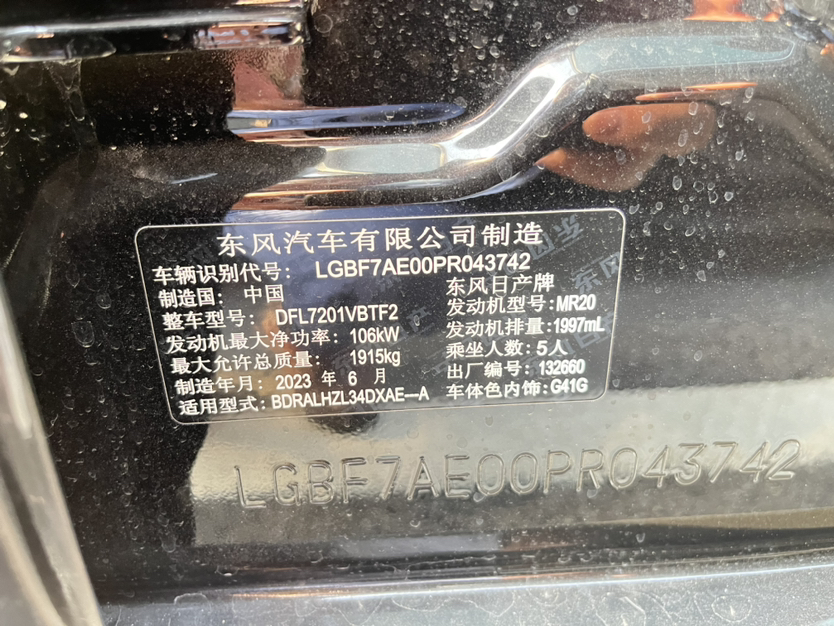 东风汽车有限公司制造
车辆识别代号: LGBF7AE00PR043742
制造国: 中国 东风日产牌
整车型号: DFL7201VBTF2 发动机型号:MR20
发动机最大净功率: 106kW 发动机排量:1997mL
最大允许总质量: 1915kg 乘坐人数:5人
制造年月: 2023 年 6 月 出厂编号: 132660
适用型式: BDRALHZL34DXAE—A 车体色内饰:G41G
LGBF7AE00PR043742